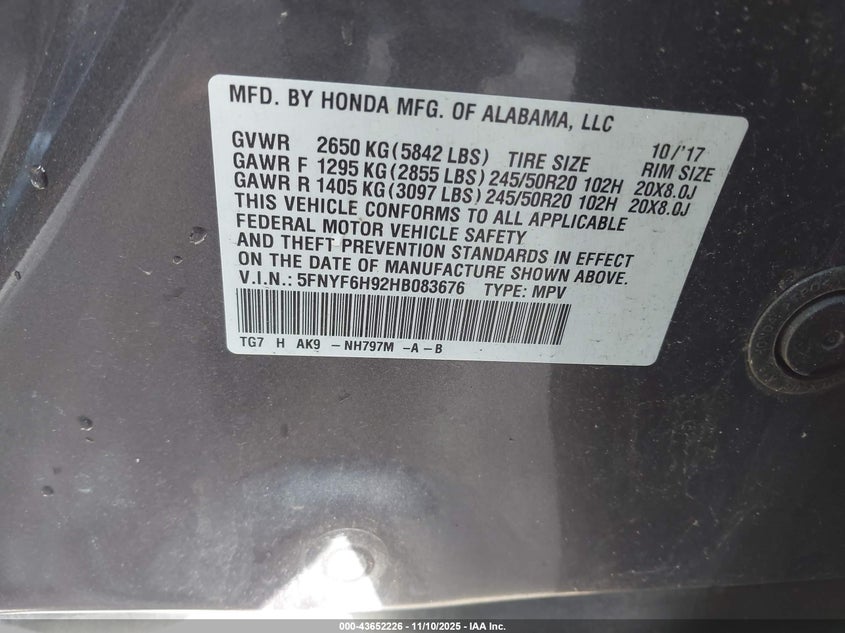 MFD. BY HONDA MFG. OF ALABAMA, LLC
GVWR 2650 KG (5842 LBS) TIRE SIZE 10/'17 RIM SIZE
GAWR F 1295 KG (2855 LBS) 245/50R20 102H 20X8.0J
GAWR R 1405 KG (3097 LBS) 245/50R20 102H 20X8.0J
THIS VEHICLE CONFORMS TO ALL APPLICABLE
FEDERAL MOTOR VEHICLE SAFETY
AND THEFT PREVENTION STANDARDS IN EFFECT
ON THE DATE OF MANUFACTURE SHOWN ABOVE.
V.I.N.: 5FNYF6H92HB083676 TYPE: MPV
TG7 H AK9 - NH797M -A - B
000-43652226 - 11/10/2025 - IAA Inc.